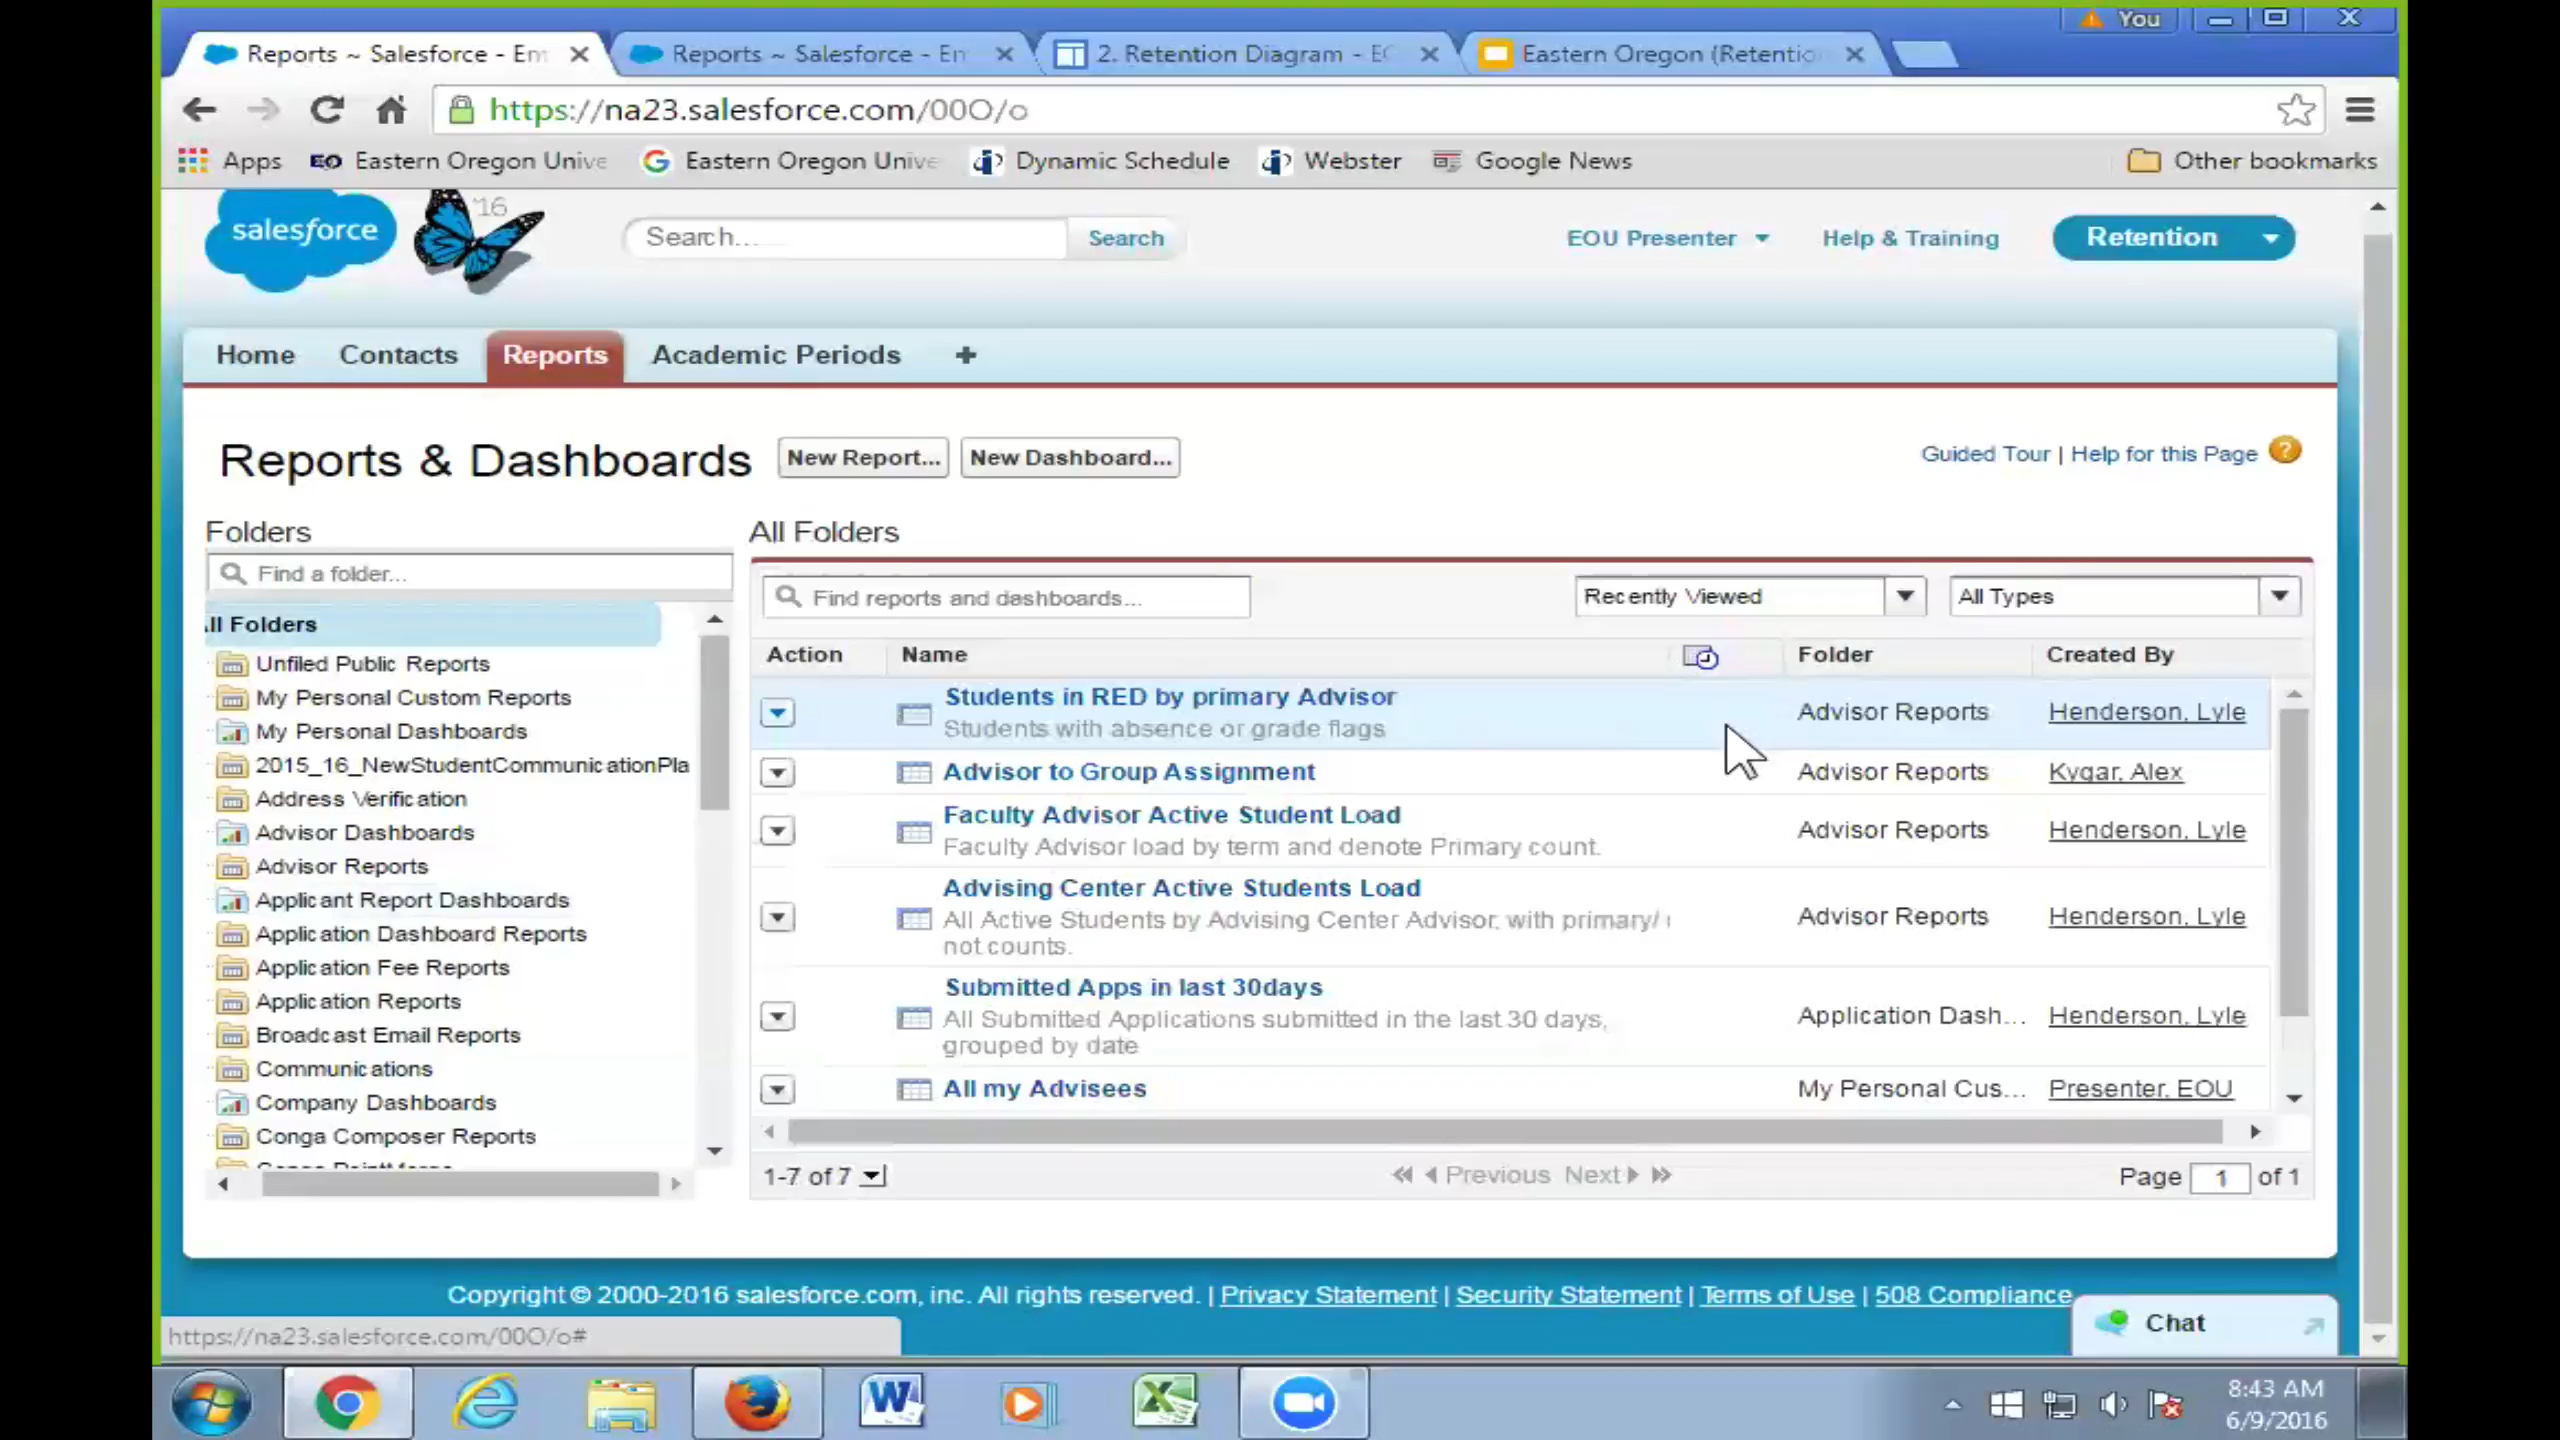 You
Reports ~ Salesforce - En
Reports ~ Salesforce - En
2. Retention Diagram - EO
Eastern Oregon (Retention
https://na23.salesforce.com/00O/o
Apps
EO Eastern Oregon Unive
G Eastern Oregon Unive
Dynamic Schedule
Webster
Google News
Other bookmarks
salesforce
'16
Search...
Search
EOU Presenter
Help & Training
Retention
Home
Contacts
Reports
Academic Periods
+
Reports & Dashboards
New Report...
New Dashboard...
Guided Tour | Help for this Page
?
Folders
Find a folder...
ll Folders
Unfiled Public Reports
My Personal Custom Reports
My Personal Dashboards
2015_16_NewStudentCommunicationPla
Address Verification
Advisor Dashboards
Advisor Reports
Applicant Report Dashboards
Application Dashboard Reports
Application Fee Reports
Application Reports
Broadcast Email Reports
Communications
Company Dashboards
Conga Composer Reports
All Folders
Find reports and dashboards...
Recently Viewed
All Types
Action
Name
Folder
Created By
Students in RED by primary Advisor
Students with absence or grade flags
Advisor Reports
Henderson, Lyle
Advisor to Group Assignment
Advisor Reports
Kygar, Alex
Faculty Advisor Active Student Load
Faculty Advisor load by term and denote Primary count.
Advisor Reports
Henderson, Lyle
Advising Center Active Students Load
All Active Students by Advising Center Advisor, with primary/
not counts.
Advisor Reports
Henderson, Lyle
Submitted Apps in last 30days
All Submitted Applications submitted in the last 30 days,
grouped by date
Application Dash...
Henderson, Lyle
All my Advisees
My Personal Cus...
Presenter, EOU
1-7 of 7
Previous Next
Page 1 of 1
Copyright © 2000-2016 salesforce.com, inc. All rights reserved. | Privacy Statement | Security Statement | Terms of Use | 508 Compliance
Chat
https://na23.salesforce.com/00O/o#
8:43 AM
6/9/2016